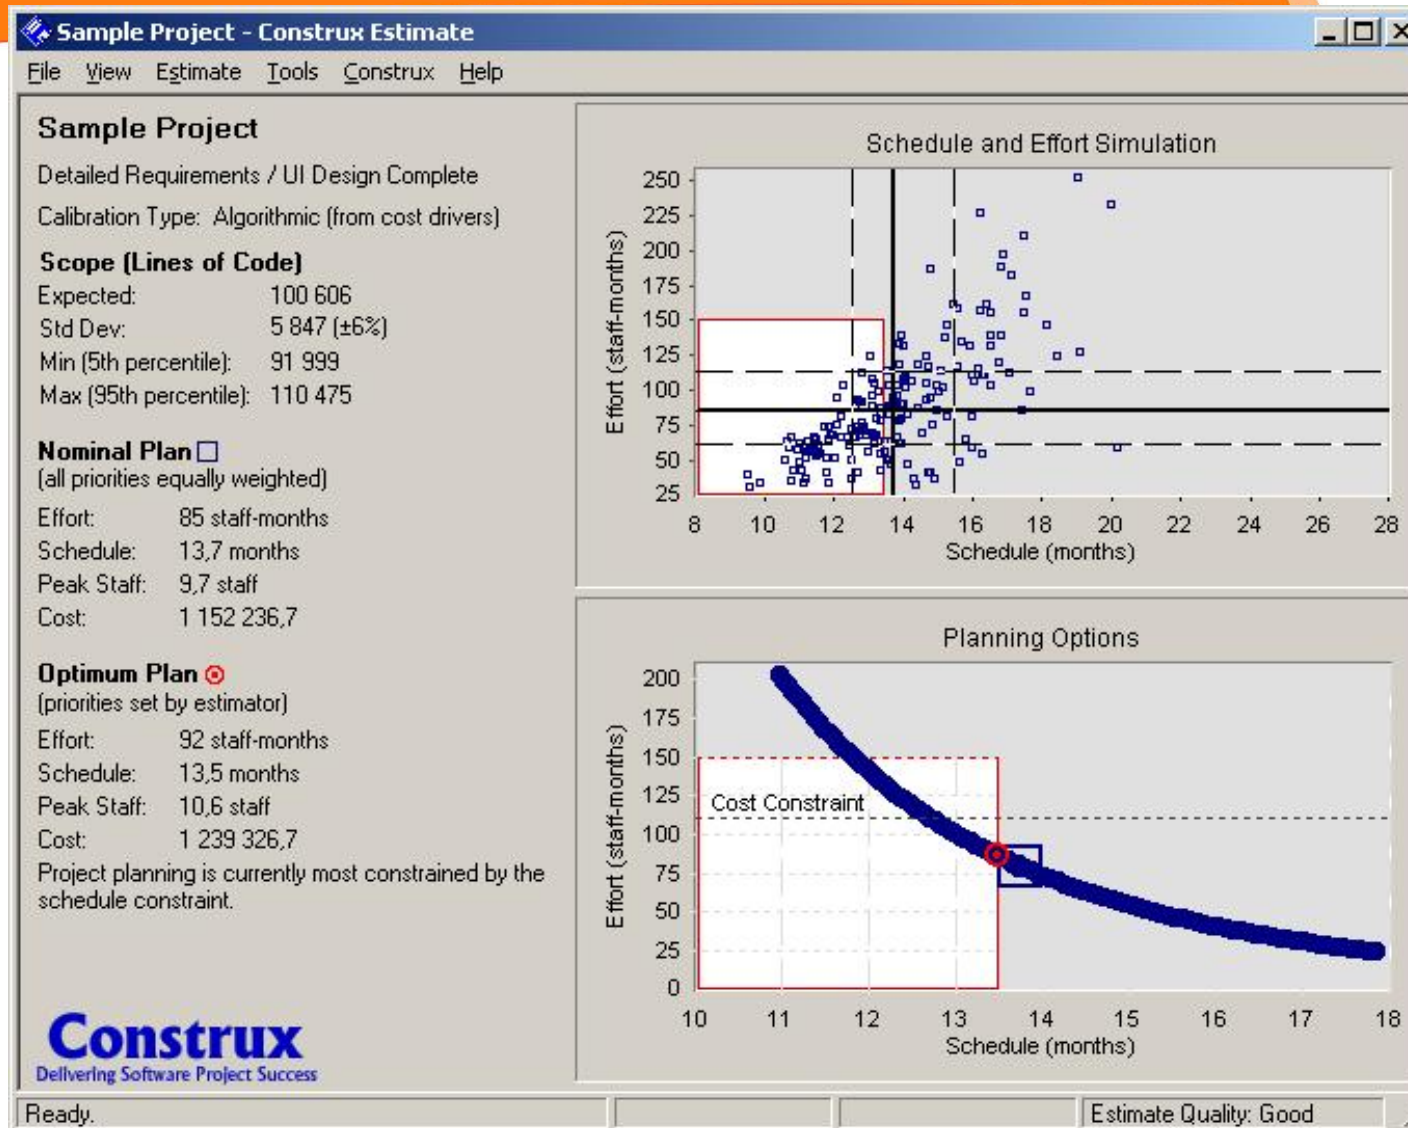 Sample Project - Construx Estimate
File View Estimate Tools Construx Help
Sample Project
Detailed Requirements / UI Design Complete
Calibration Type: Algorithmic (from cost drivers)
Scope (Lines of Code)
Expected: 100 606
Std Dev: 5 847 (±6%)
Min (5th percentile): 91 999
Max (95th percentile): 110 475
Nominal Plan
(all priorities equally weighted)
Effort: 85 staff-months
Schedule: 13,7 months
Peak Staff: 9,7 staff
Cost: 1 152 236,7
Optimum Plan
(priorities set by estimator)
Effort: 92 staff-months
Schedule: 13,5 months
Peak Staff: 10,6 staff
Cost: 1 239 326,7
Project planning is currently most constrained by the
schedule constraint.
Construx
Delivering Software Project Success
Schedule and Effort Simulation
Effort (staff-months)
250
225
200
175
150
125
100
75
50
25
8 10 12 14 16 18 20 22 24 26 28
Schedule (months)
Planning Options
Effort (staff-months)
200
175
150
125
100
75
50
25
0
Cost Constraint
10 11 12 13 14 15 16 17 18
Schedule (months)
Ready.
Estimate Quality: Good